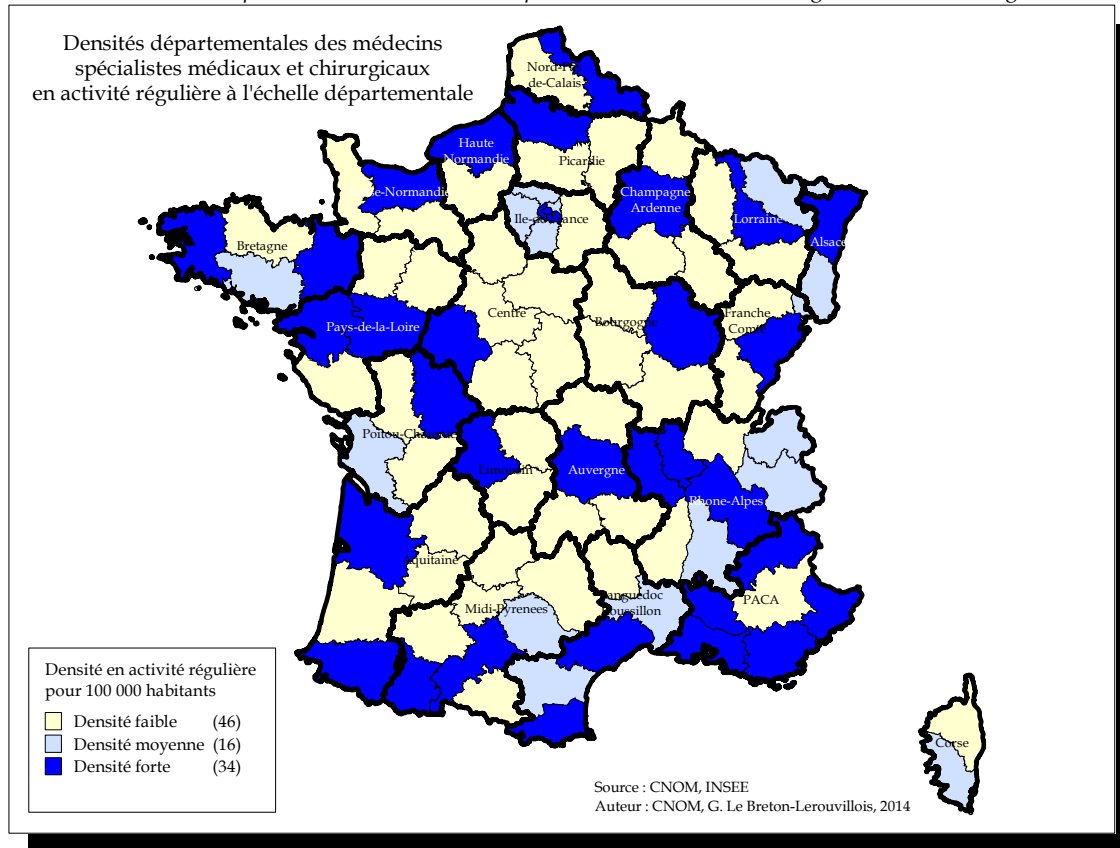 Densités départementales des médecins
spécialistes médicaux et chirurgicaux
en activité régulière à l'échelle départementale
Nord-Pas
de-Calais
Haute
Normandie
Picardie
Basse-Normandie
Champagne
Ardenne
Ile-de-France
Lorraine
Alsace
Bretagne
Pays-de-la-Loire
Centre
Bourgogne
Franche
Comté
Poitou-Charentes
Limousin
Auvergne
Rhone-Alpes
Aquitaine
Midi-Pyrenees
Languedoc
Roussillon
PACA
Corse
Densité en activité régulière
pour 100 000 habitants
Densité faible (46)
Densité moyenne (16)
Densité forte (34)
Source : CNOM, INSEE
Auteur : CNOM, G. Le Breton-Lerouvillois, 2014